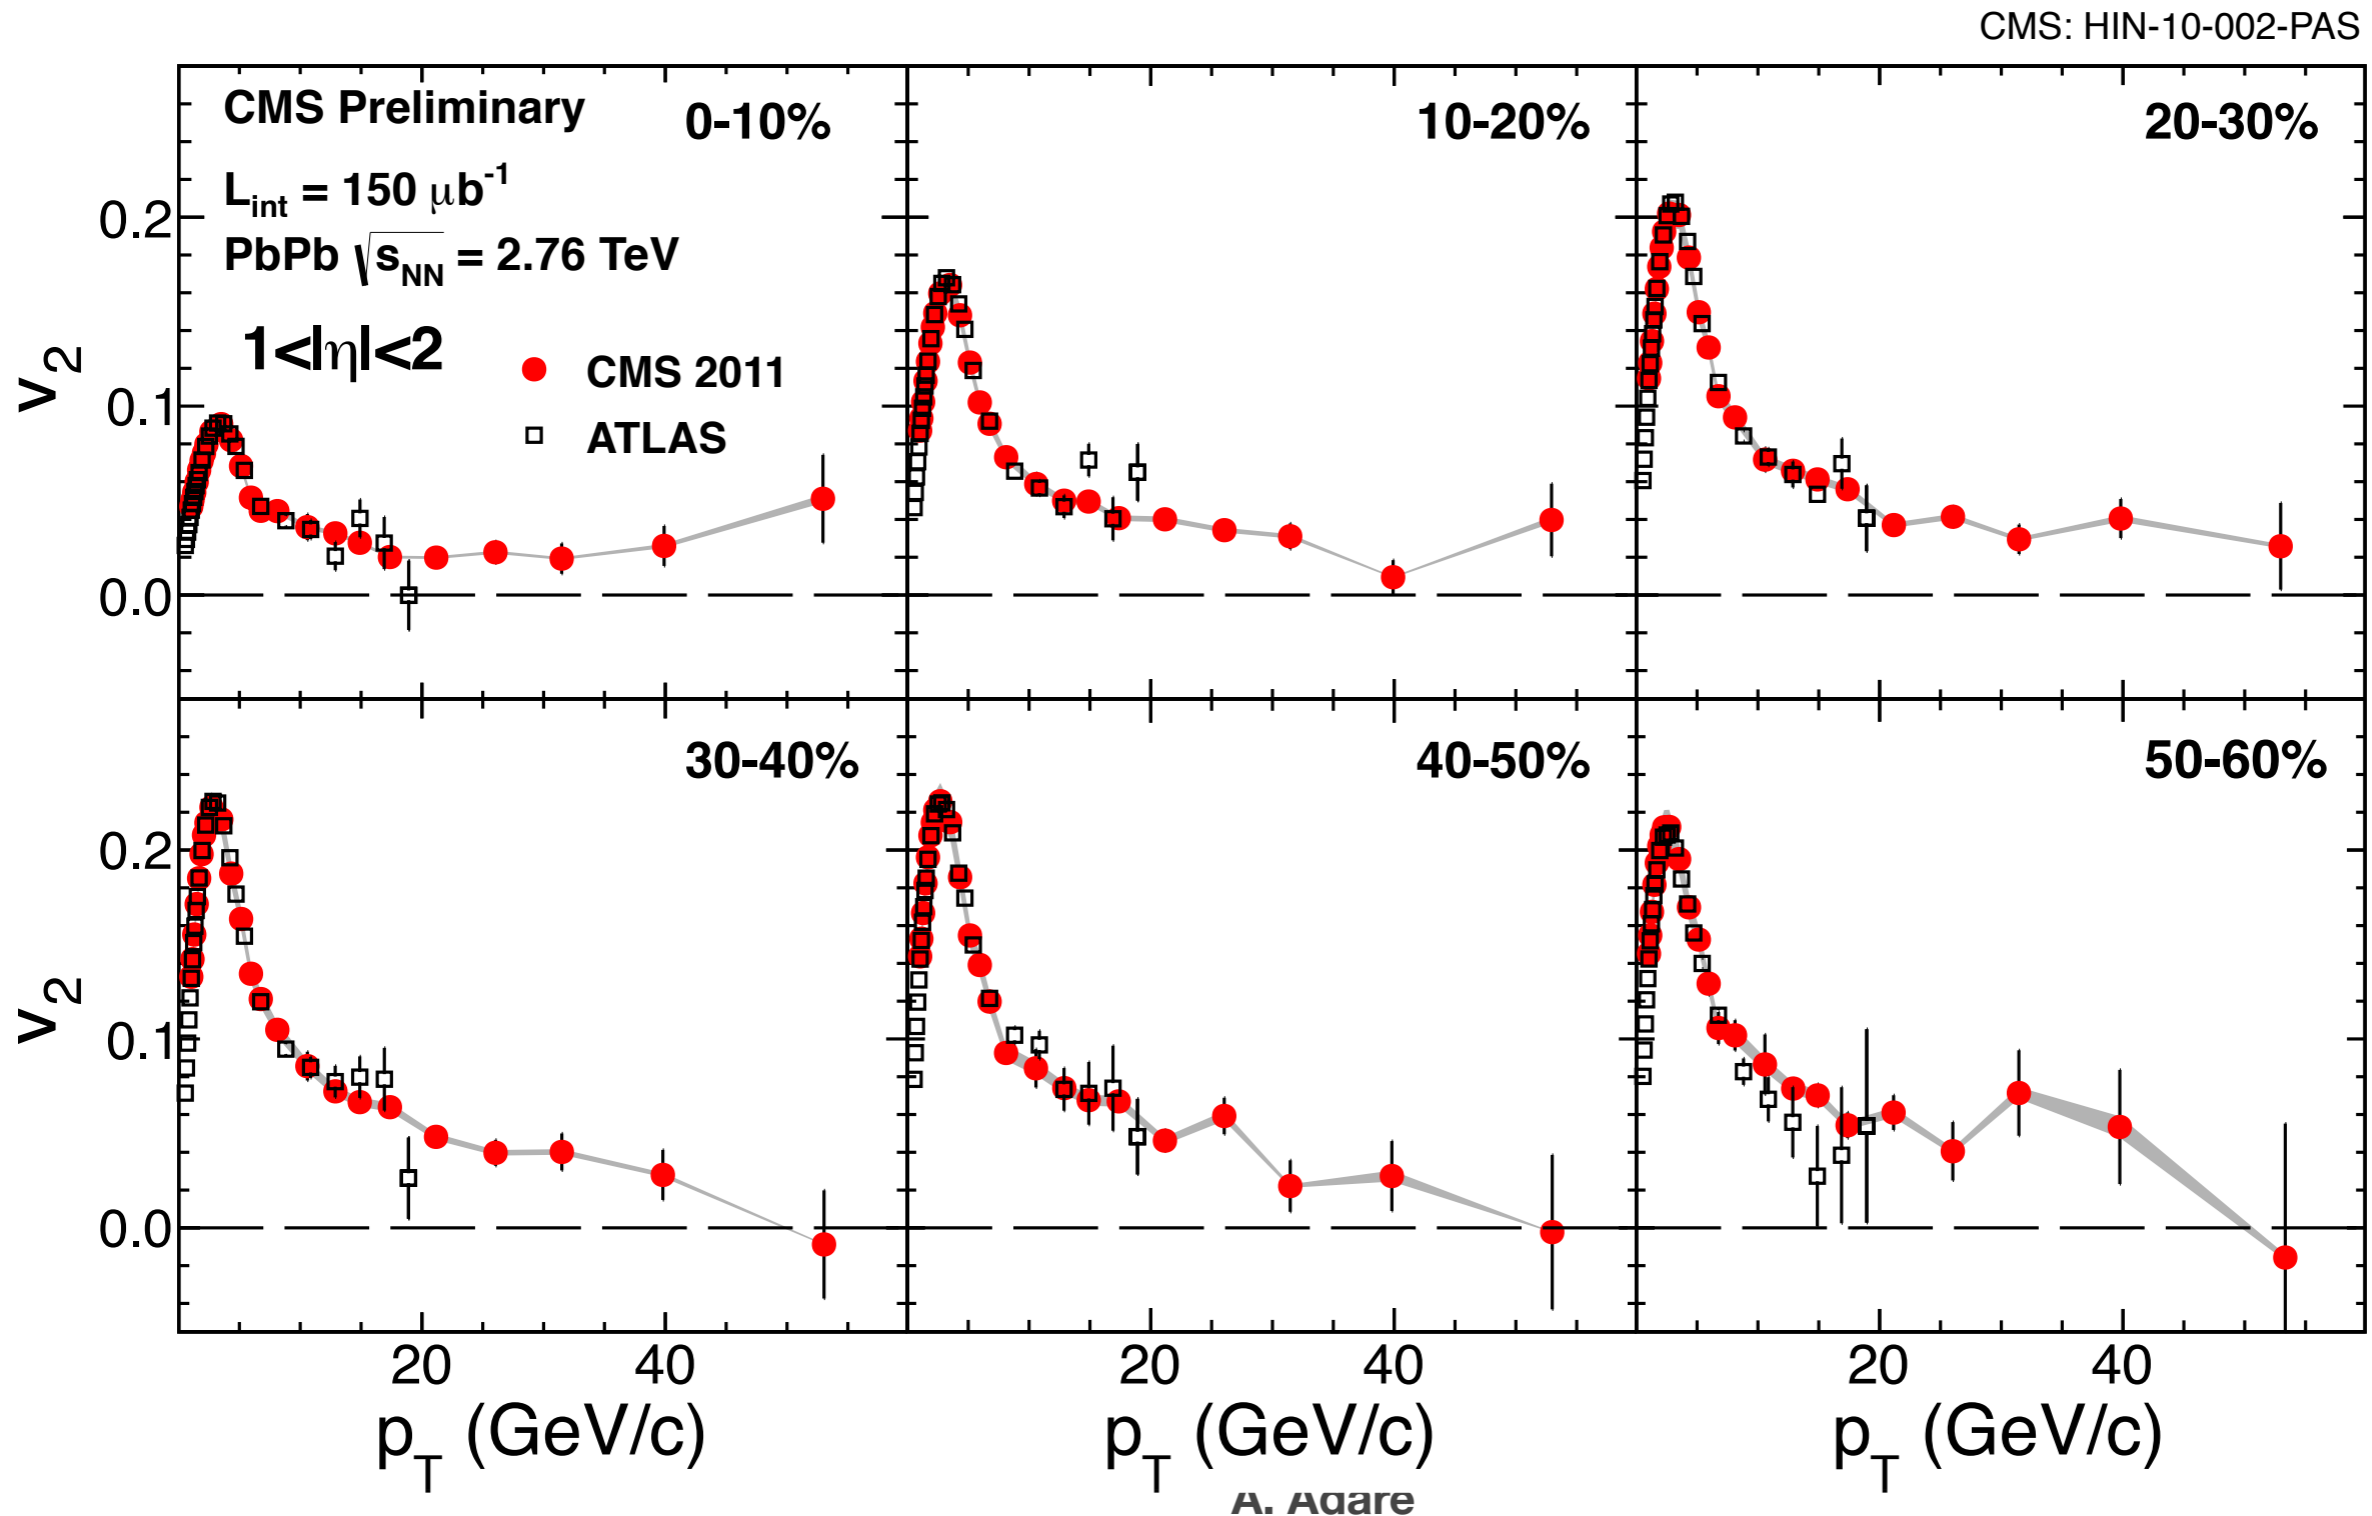 CMS: HIN-10-002-PAS
CMS Preliminary
0-10%
10-20%
20-30%
L_int = 150 μb^-1
PbPb √s_NN = 2.76 TeV
1<|η|<2
CMS 2011
ATLAS
v_2
0.2
0.1
0.0
30-40%
40-50%
50-60%
v_2
0.2
0.1
0.0
20 40 20 40 20 40
p_T (GeV/c) p_T (GeV/c) p_T (GeV/c)
A. Adare